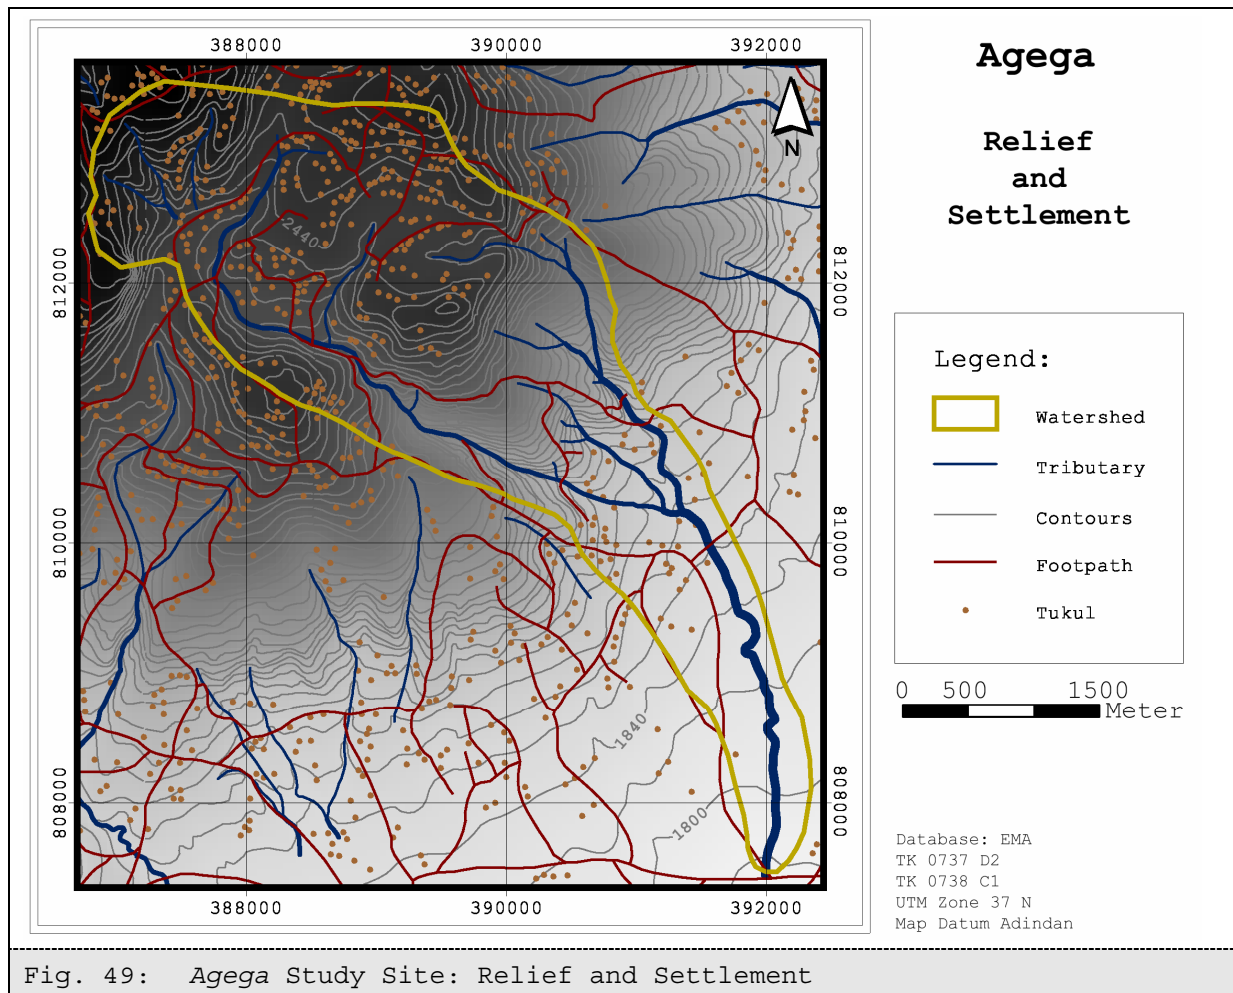 388000 390000 392000
812000
810000
808000
812000
810000
808000
388000 390000 392000
2440
1840
1800
N
Agega
Relief
and
Settlement
Legend:
Watershed
Tributary
Contours
Footpath
Tukul
0 500 1500
Meter
Database: EMA
TK 0737 D2
TK 0738 C1
UTM Zone 37 N
Map Datum Adindan
Fig. 49: Agega Study Site: Relief and Settlement